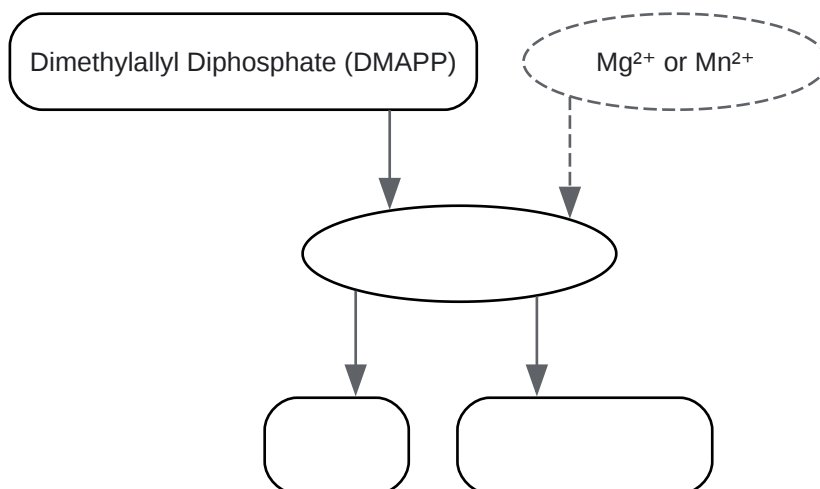 Dimethylallyl Diphosphate (DMAPP)
Mg²⁺ or Mn²⁺